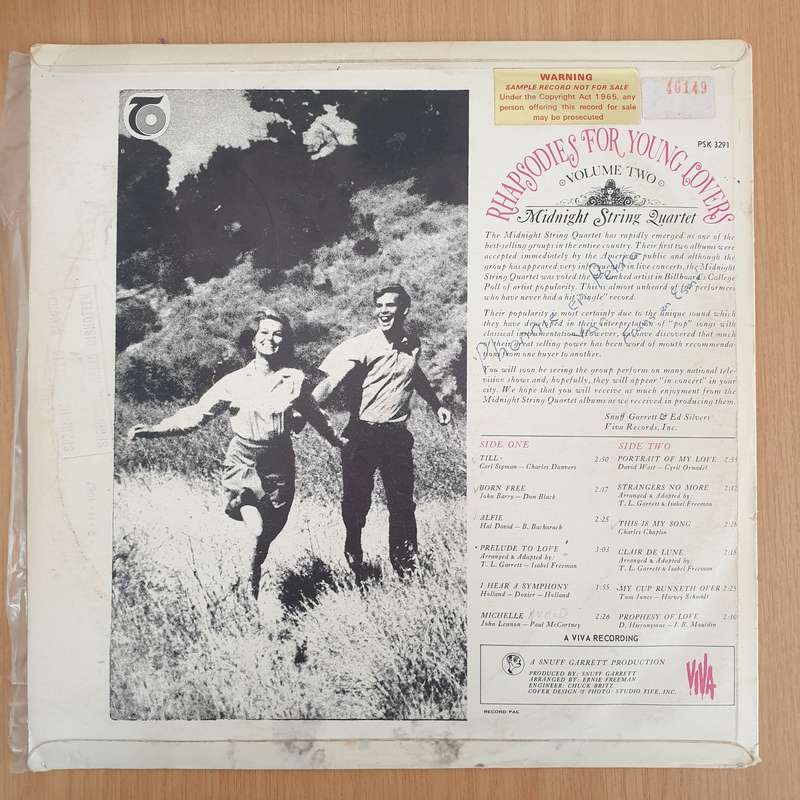 WARNING
SAMPLE RECORD NOT FOR SALE
Under the Copyright Act 1965, any
person offering this record for sale
may be prosecuted
46149
PSK 3291
RHAPSODIES FOR YOUNG LOVERS
VOLUME TWO
Midnight String Quartet
The Midnight String Quartet has rapidly emerged as one of the
best-selling groups in the entire country. Their first two albums were
accepted immediately by the American public and although the
group has appeared very infrequently in live concerts, the Midnight
String Quartet was voted the ranked artist in Billboard's College
Poll of artist popularity. This is almost unheard of for performers
who have never had a hit "single" record.
Their popularity is most certainly due to the unique sound which
they have developed in their interpretations of "pop" songs with
classical instrumentation. However, we have discovered that much
of their selling power has been word of mouth recommenda-
tion from one buyer to another.
You will soon be seeing the group perform on many national tele-
vision shows and, hopefully, they will appear "in concert" in your
city. We hope that you will receive as much enjoyment from the
Midnight String Quartet albums as we received in producing them.
Snuff Garrett & Ed Silvers
Viva Records, Inc.
SIDE ONE
TILL 2:50
Carl Sigman – Charles Danvers
BORN FREE 2:17
John Barry – Don Black
ALFIE 2:25
Hal David – B. Bacharach
PRELUDE TO LOVE 3:03
Arranged & Adapted by:
T. L. Garrett – Isabel Freeman
I HEAR A SYMPHONY 1:55
Holland – Dozier – Holland
MICHELLE 2:26
John Lennon – Paul McCartney
SIDE TWO
PORTRAIT OF MY LOVE
David West – Cyril Ornadel
STRANGERS NO MORE
Arranged & Adapted by
T. L. Garrett & Isabel Freeman
THIS IS MY SONG
Charles Chaplin
CLAIR DE LUNE
Arranged & Adapted by
T. L. Garrett & Isabel Freeman
MY CUP RUNNETH OVER 2:25
Tom Jones – Harvey Schmidt
PROPHESY OF LOVE
D. Hieronymus – J. B. Mauldin
A VIVA RECORDING
A SNUFF GARRETT PRODUCTION
PRODUCED BY: SNUFF GARRETT
ARRANGED BY: ERNIE FREEMAN
ENGINEER: CHUCK BRITZ
COVER DESIGN & PHOTO: STUDIO FIVE, INC.
VIVA
RECORD PAC